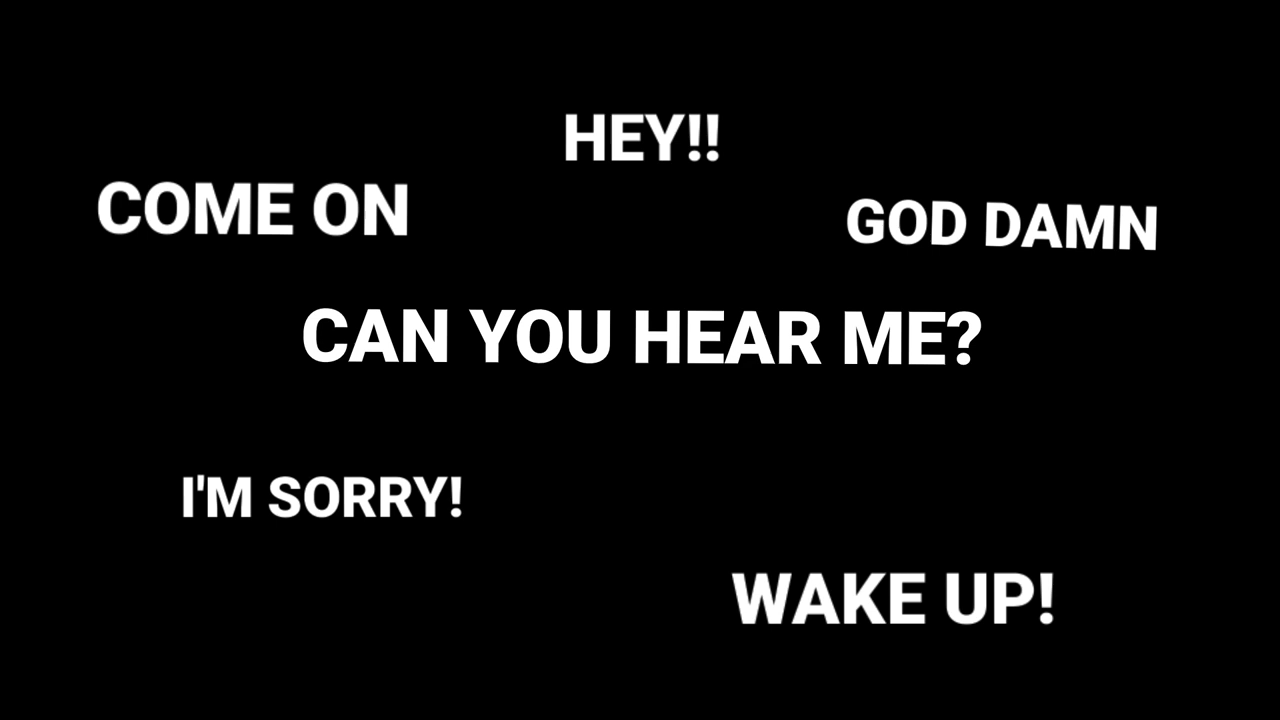 HEY!!
COME ON
GOD DAMN
CAN YOU HEAR ME?
I'M SORRY!
WAKE UP!